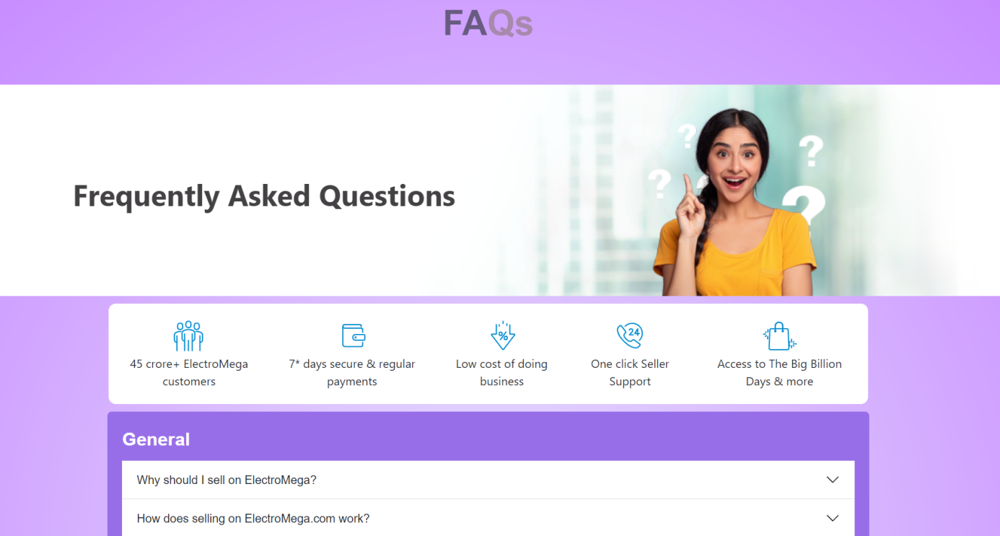 FAQs
Frequently Asked Questions
45 crore+ ElectroMega
customers
7* days secure & regular
payments
Low cost of doing
business
24
%
One click Seller
Support
Access to The Big Billion
Days & more
General
Why should I sell on ElectroMega?
How does selling on ElectroMega.com work?